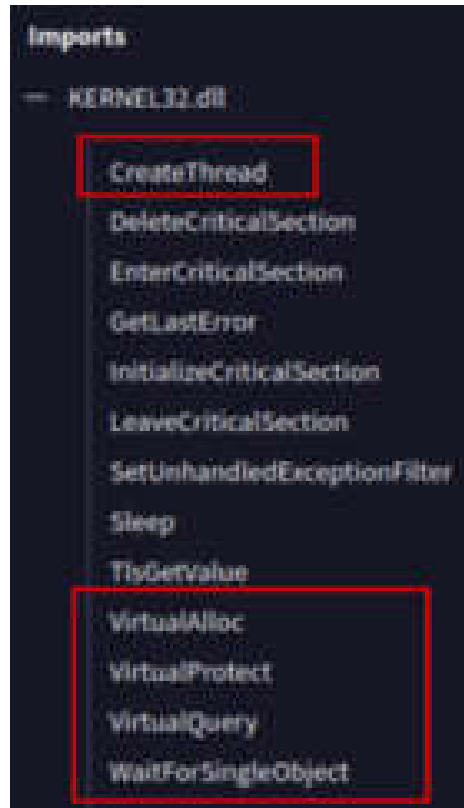 Imports
— KERNEL32.dll
CreateThread
DeleteCriticalSection
EnterCriticalSection
GetLastError
InitializeCriticalSection
LeaveCriticalSection
SetUnhandledExceptionFilter
Sleep
TlsGetValue
VirtualAlloc
VirtualProtect
VirtualQuery
WaitForSingleObject